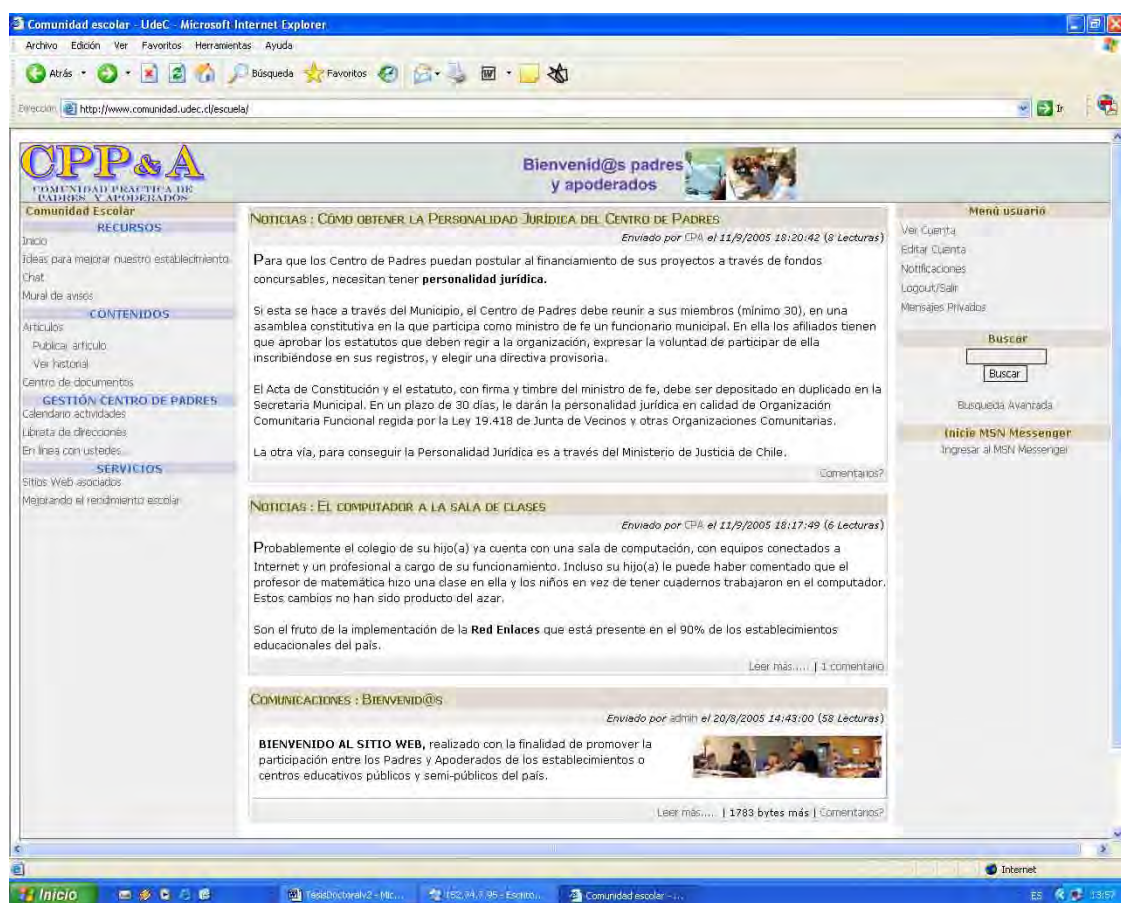 Comunidad escolar - UdeC - Microsoft Internet Explorer
Archivo Edición Ver Favoritos Herramientas Ayuda
Atrás Búsqueda Favoritos
Dirección http://www.comunidad.udec.cl/escuela/ Ir
CPP&A
COMUNIDAD PRACTICA DE
PADRES Y APODERADOS
Bienvenid@s padres
y apoderados
Comunidad Escolar
RECURSOS
Inicio
Ideas para mejorar nuestro establecimiento
Chat
Mural de avisos
CONTENIDOS
Artículos
Publicar artículo
Ver historial
Centro de documentos
GESTIÓN CENTRO DE PADRES
Calendario actividades
Libreta de direcciones
En línea con ustedes...
SERVICIOS
Sitios Web asociados
Mejorando el rendimiento escolar
NOTICIAS : CÓMO OBTENER LA PERSONALIDAD JURÍDICA DEL CENTRO DE PADRES
Enviado por CPA el 11/9/2005 18:20:42 (8 Lecturas)
Para que los Centro de Padres puedan postular al financiamiento de sus proyectos a través de fondos
concursables, necesitan tener personalidad jurídica.
Si esta se hace a través del Municipio, el Centro de Padres debe reunir a sus miembros (mínimo 30), en una
asamblea constitutiva en la que participa como ministro de fe un funcionario municipal. En ella los afiliados tienen
que aprobar los estatutos que deben regir a la organización, expresar la voluntad de participar de ella
inscribiéndose en sus registros, y elegir una directiva provisoria.
El Acta de Constitución y el estatuto, con firma y timbre del ministro de fe, debe ser depositado en duplicado en la
Secretaria Municipal. En un plazo de 30 días, le darán la personalidad jurídica en calidad de Organización
Comunitaria Funcional regida por la Ley 19.418 de Junta de Vecinos y otras Organizaciones Comunitarias.
La otra vía, para conseguir la Personalidad Jurídica es a través del Ministerio de Justicia de Chile.
Comentarios?
NOTICIAS : EL COMPUTADOR A LA SALA DE CLASES
Enviado por CPA el 11/9/2005 18:17:49 (6 Lecturas)
Probablemente el colegio de su hijo(a) ya cuenta con una sala de computación, con equipos conectados a
Internet y un profesional a cargo de su funcionamiento. Incluso su hijo(a) le puede haber comentado que el
profesor de matemática hizo una clase en ella y los niños en vez de tener cuadernos trabajaron en el computador.
Estos cambios no han sido producto del azar.
Son el fruto de la implementación de la Red Enlaces que está presente en el 90% de los establecimientos
educacionales del país.
Leer más..... | 1 comentario
COMUNICACIONES : BIENVENID@S
Enviado por admin el 20/8/2005 14:43:00 (58 Lecturas)
BIENVENIDO AL SITIO WEB, realizado con la finalidad de promover la
participación entre los Padres y Apoderados de los establecimientos o
centros educativos públicos y semi-públicos del país.
Leer más..... | 1783 bytes más | Comentarios?
Menú usuario
Ver Cuenta
Editar Cuenta
Notificaciones
Logout/Salir
Mensajes Privados
Buscar
Buscar
Busqueda Avanzada
Inicie MSN Messenger
Ingresar al MSN Messenger
Internet
Inicio TesisDoctoralv2 - Mic... 152.74.7.95 - Escrito... Comunidad escolar - ... ES 13:57